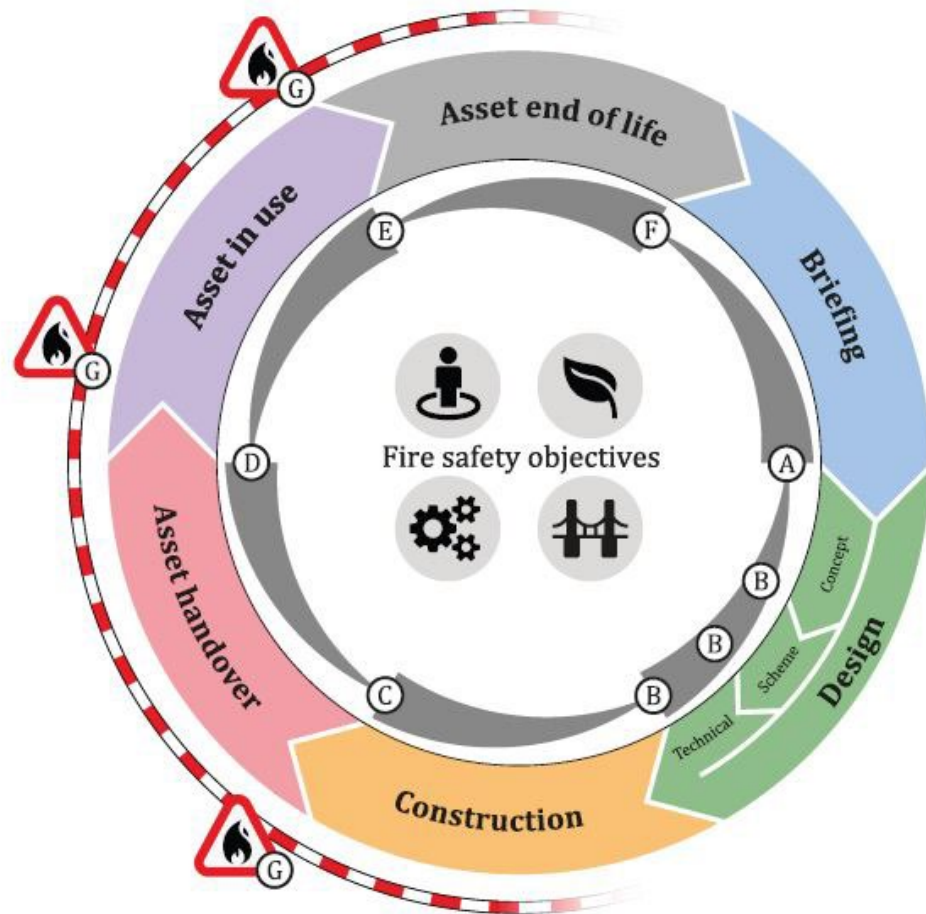 G
Asset end of life
Asset in use
E
F
Briefing
G
Fire safety objectives
D
A
Concept
B
Asset handover
B
Scheme
Design
C
B
Technical
Construction
G